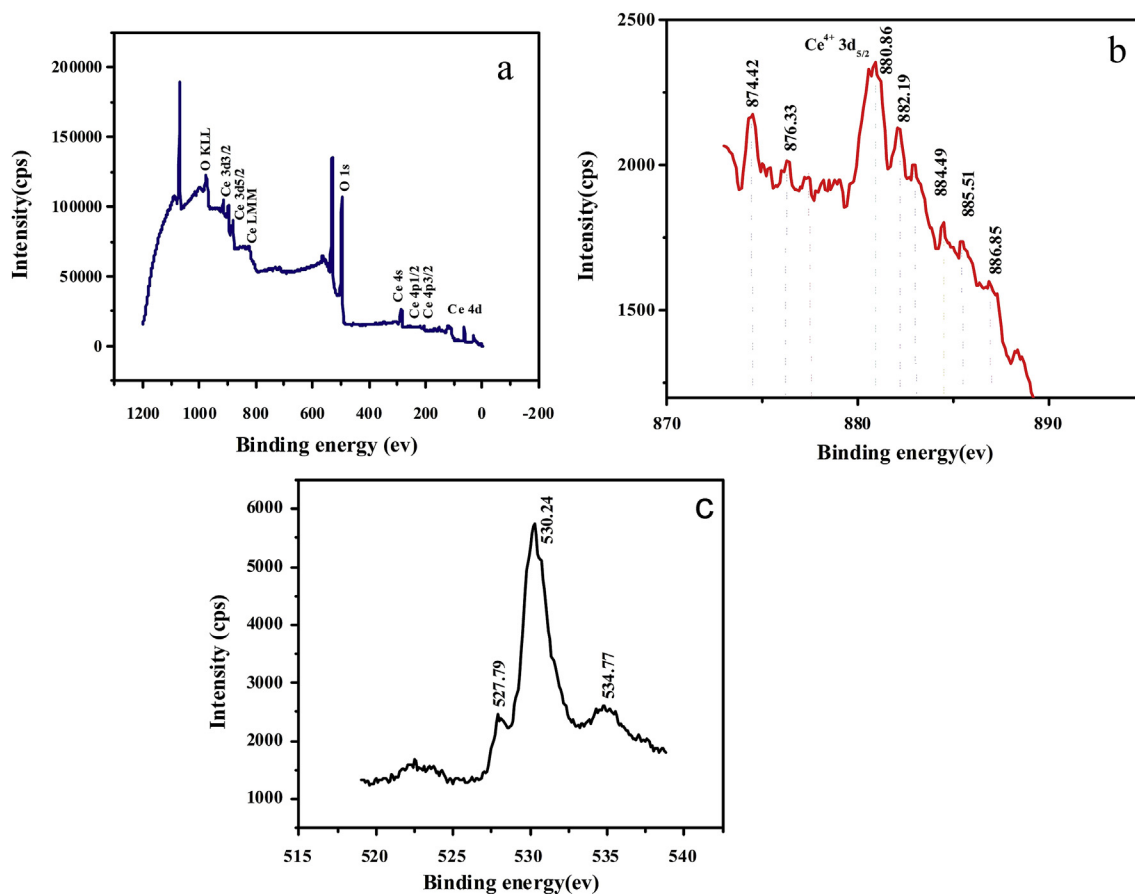 a
200000
150000
100000
50000
0
Intensity(cps)
O KLL
Ce 3d3/2
Ce 3d5/2
Ce LMM
O 1s
Ce 4s
Ce 4p1/2
Ce 4p3/2
Ce 4d
1200 1000 800 600 400 200 0 -200
Binding energy (ev)
b
2500
2000
1500
Intensity(cps)
874.42
876.33
Ce4+ 3d5/2
880.86
882.19
884.49
885.51
886.85
870 880 890
Binding energy(ev)
c
6000
5000
4000
3000
2000
1000
Intensity (cps)
527.79
530.24
534.77
515 520 525 530 535 540
Binding energy(ev)